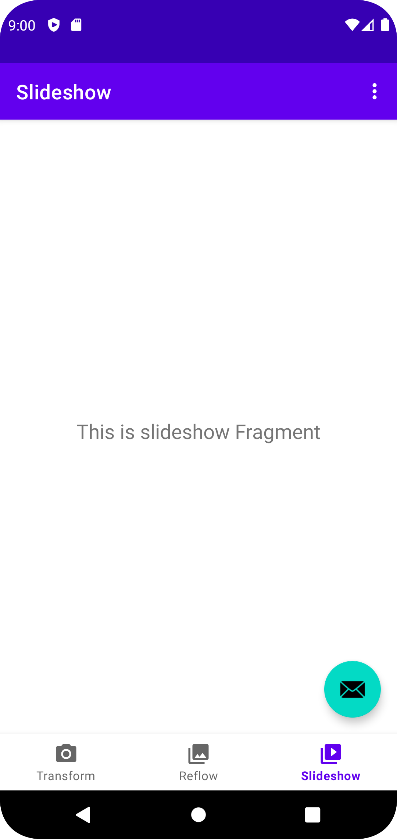 9:00
Slideshow
This is slideshow Fragment
Transform
Reflow
Slideshow